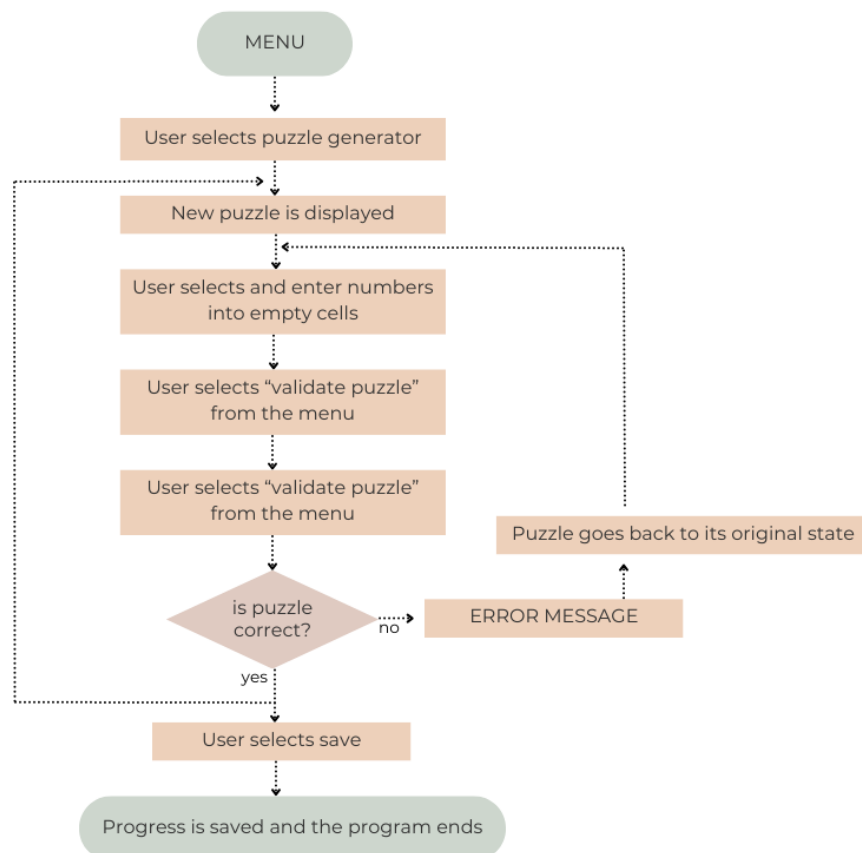 MENU
User selects puzzle generator
New puzzle is displayed
User selects and enter numbers
into empty cells
User selects “validate puzzle”
from the menu
User selects “validate puzzle”
from the menu
Puzzle goes back to its original state
is puzzle
correct?
no
ERROR MESSAGE
yes
User selects save
Progress is saved and the program ends